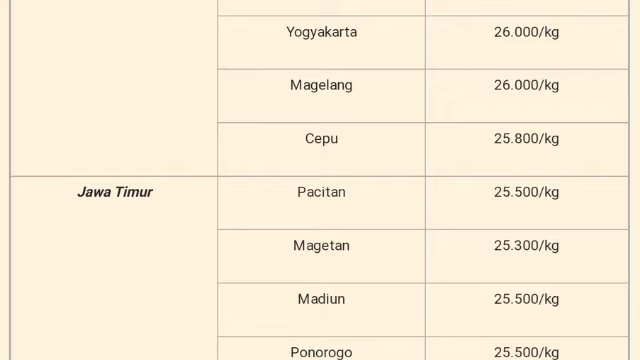 Yogyakarta 26.000/kg
Magelang 26.000/kg
Cepu 25.800/kg
Jawa Timur Pacitan 25.500/kg
Magetan 25.300/kg
Madiun 25.500/kg
Ponorogo 25.500/kg